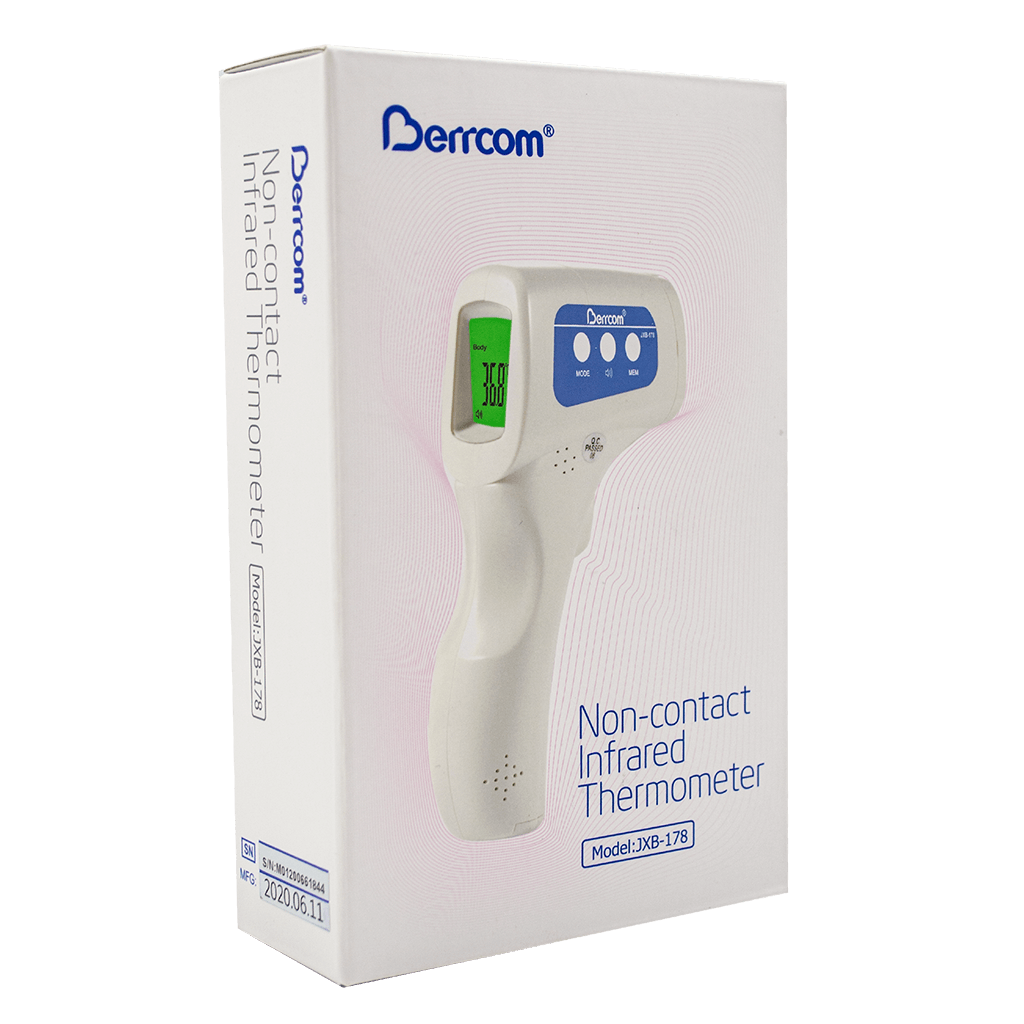 Berrcom®
Non-contact
Infrared Thermometer
Model:JXB-178
SN
S/N:M01200661844
MFG:
2020.06.11
Berrcom®
Berrcom®
JXB-178
MODE
MEM
Body
36.8
Q.C
PASSED
Non-contact
Infrared
Thermometer
Model:JXB-178